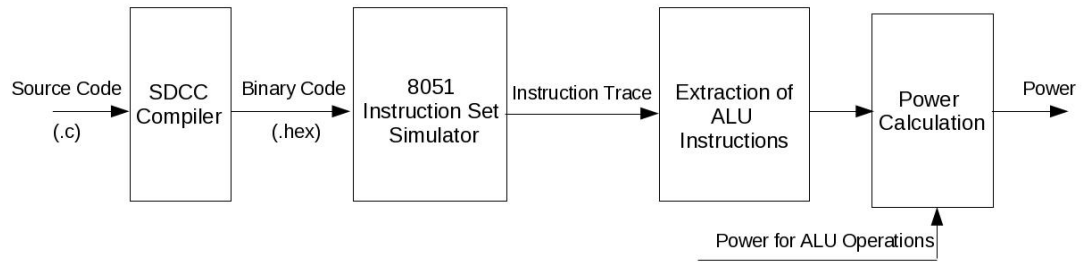 Source Code
(.c)
SDCC
Compiler
Binary Code
(.hex)
8051
Instruction Set
Simulator
Instruction Trace
Extraction of
ALU
Instructions
Power
Calculation
Power
Power for ALU Operations